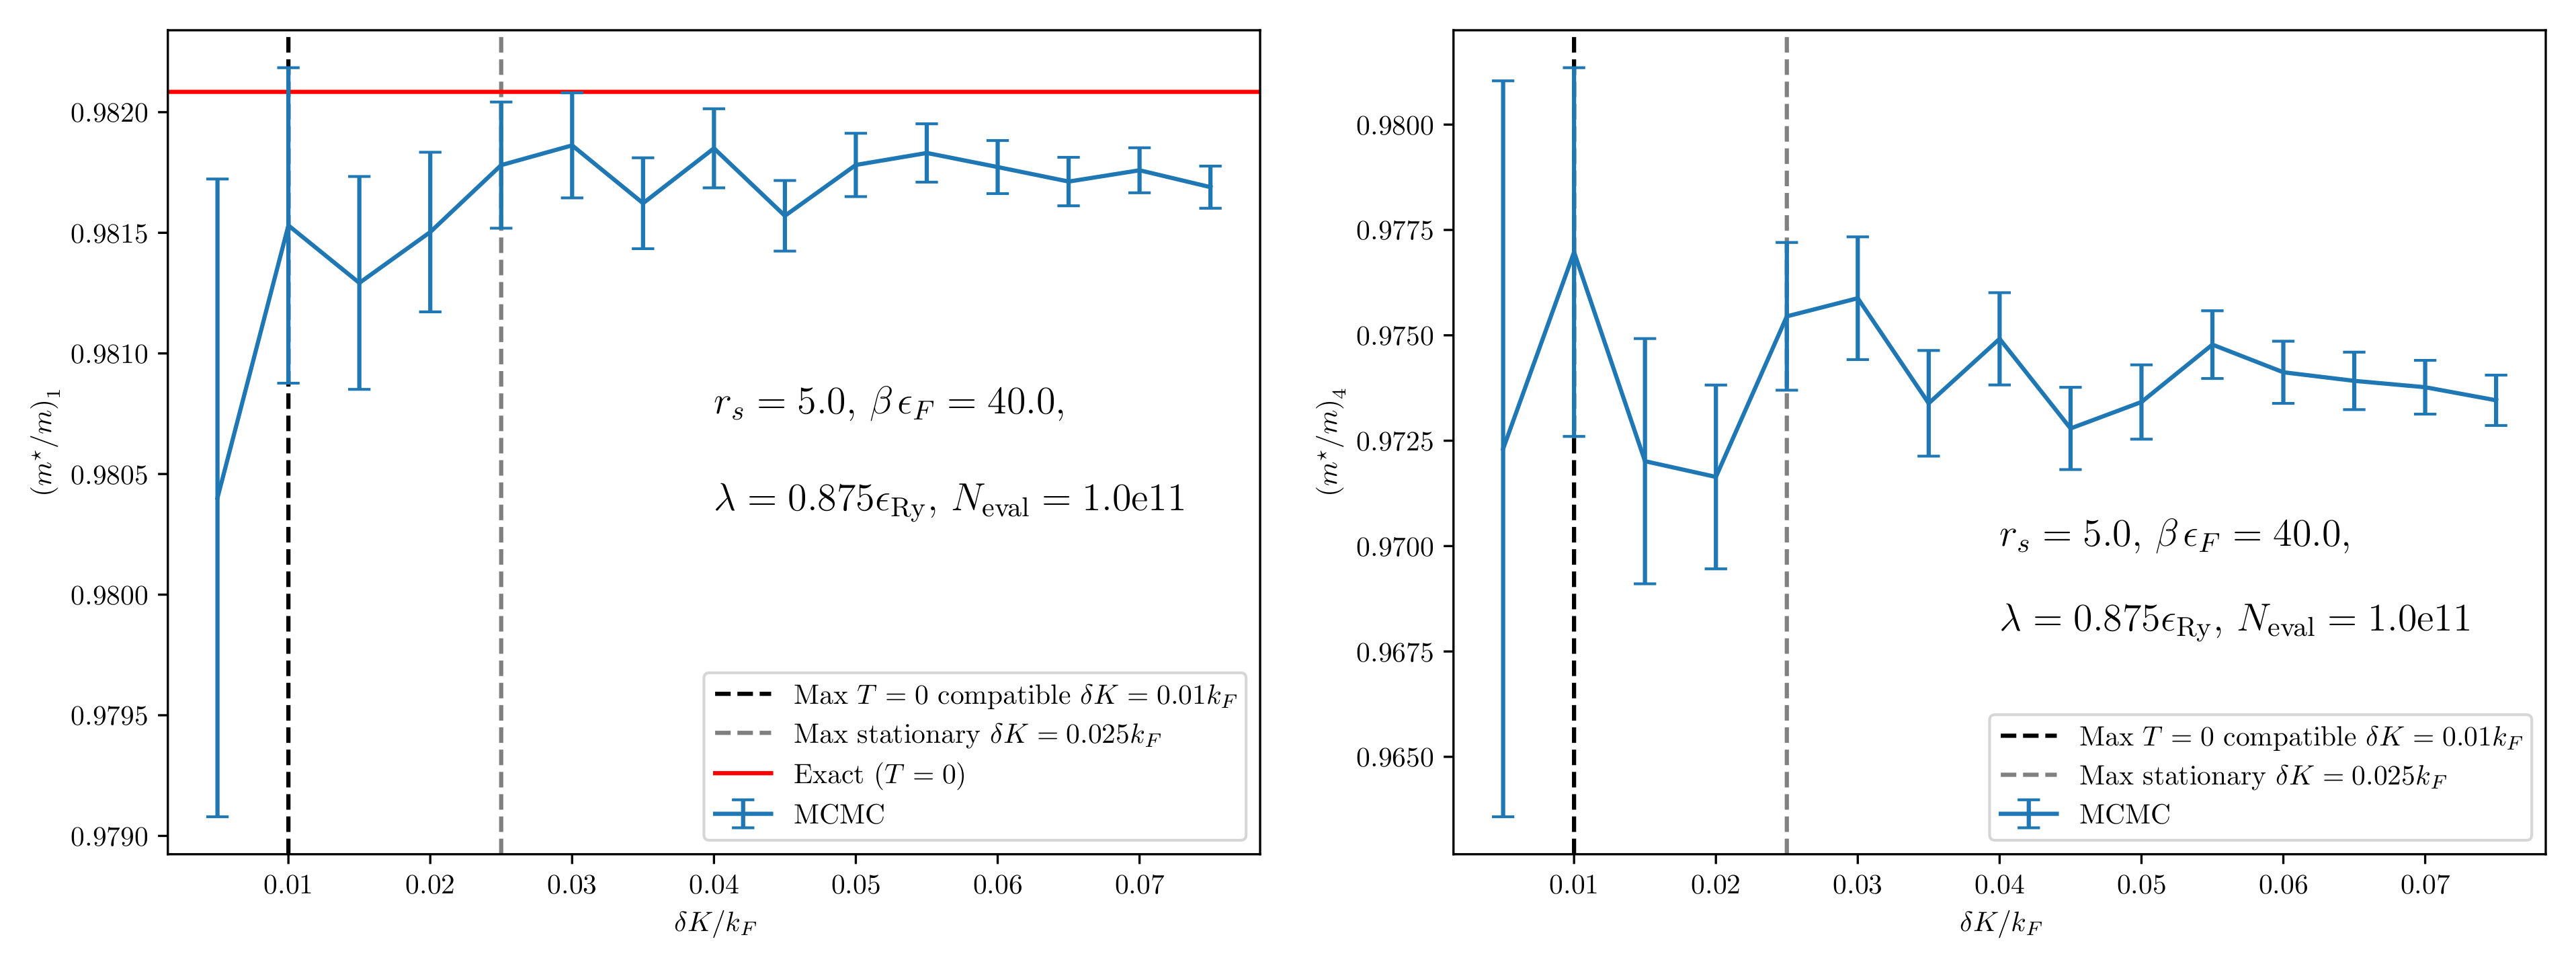 (m⋆/m)₁
0.9820
0.9815
0.9810
0.9805
0.9800
0.9795
0.9790
r_s = 5.0, βϵ_F = 40.0,
λ = 0.875ϵ_Ry, N_eval = 1.0e11
Max T = 0 compatible δK = 0.01k_F
Max stationary δK = 0.025k_F
Exact (T = 0)
MCMC
0.01 0.02 0.03 0.04 0.05 0.06 0.07
δK/k_F
(m⋆/m)₄
0.9800
0.9775
0.9750
0.9725
0.9700
0.9675
0.9650
r_s = 5.0, βϵ_F = 40.0,
λ = 0.875ϵ_Ry, N_eval = 1.0e11
Max T = 0 compatible δK = 0.01k_F
Max stationary δK = 0.025k_F
MCMC
0.01 0.02 0.03 0.04 0.05 0.06 0.07
δK/k_F